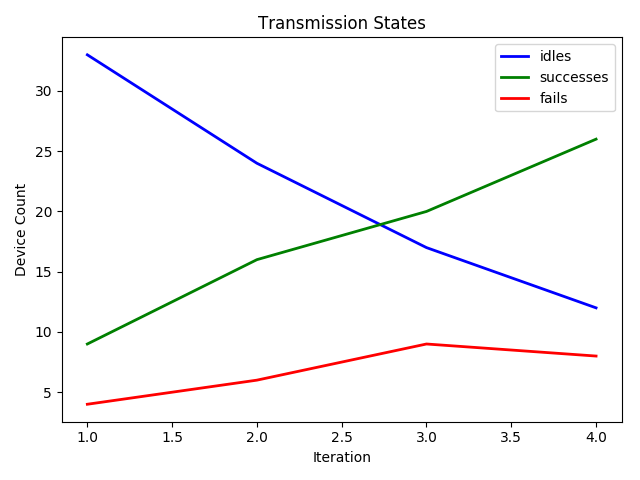 Transmission States
idles
successes
fails
Device Count
30
25
20
15
10
5
1.0 1.5 2.0 2.5 3.0 3.5 4.0
Iteration